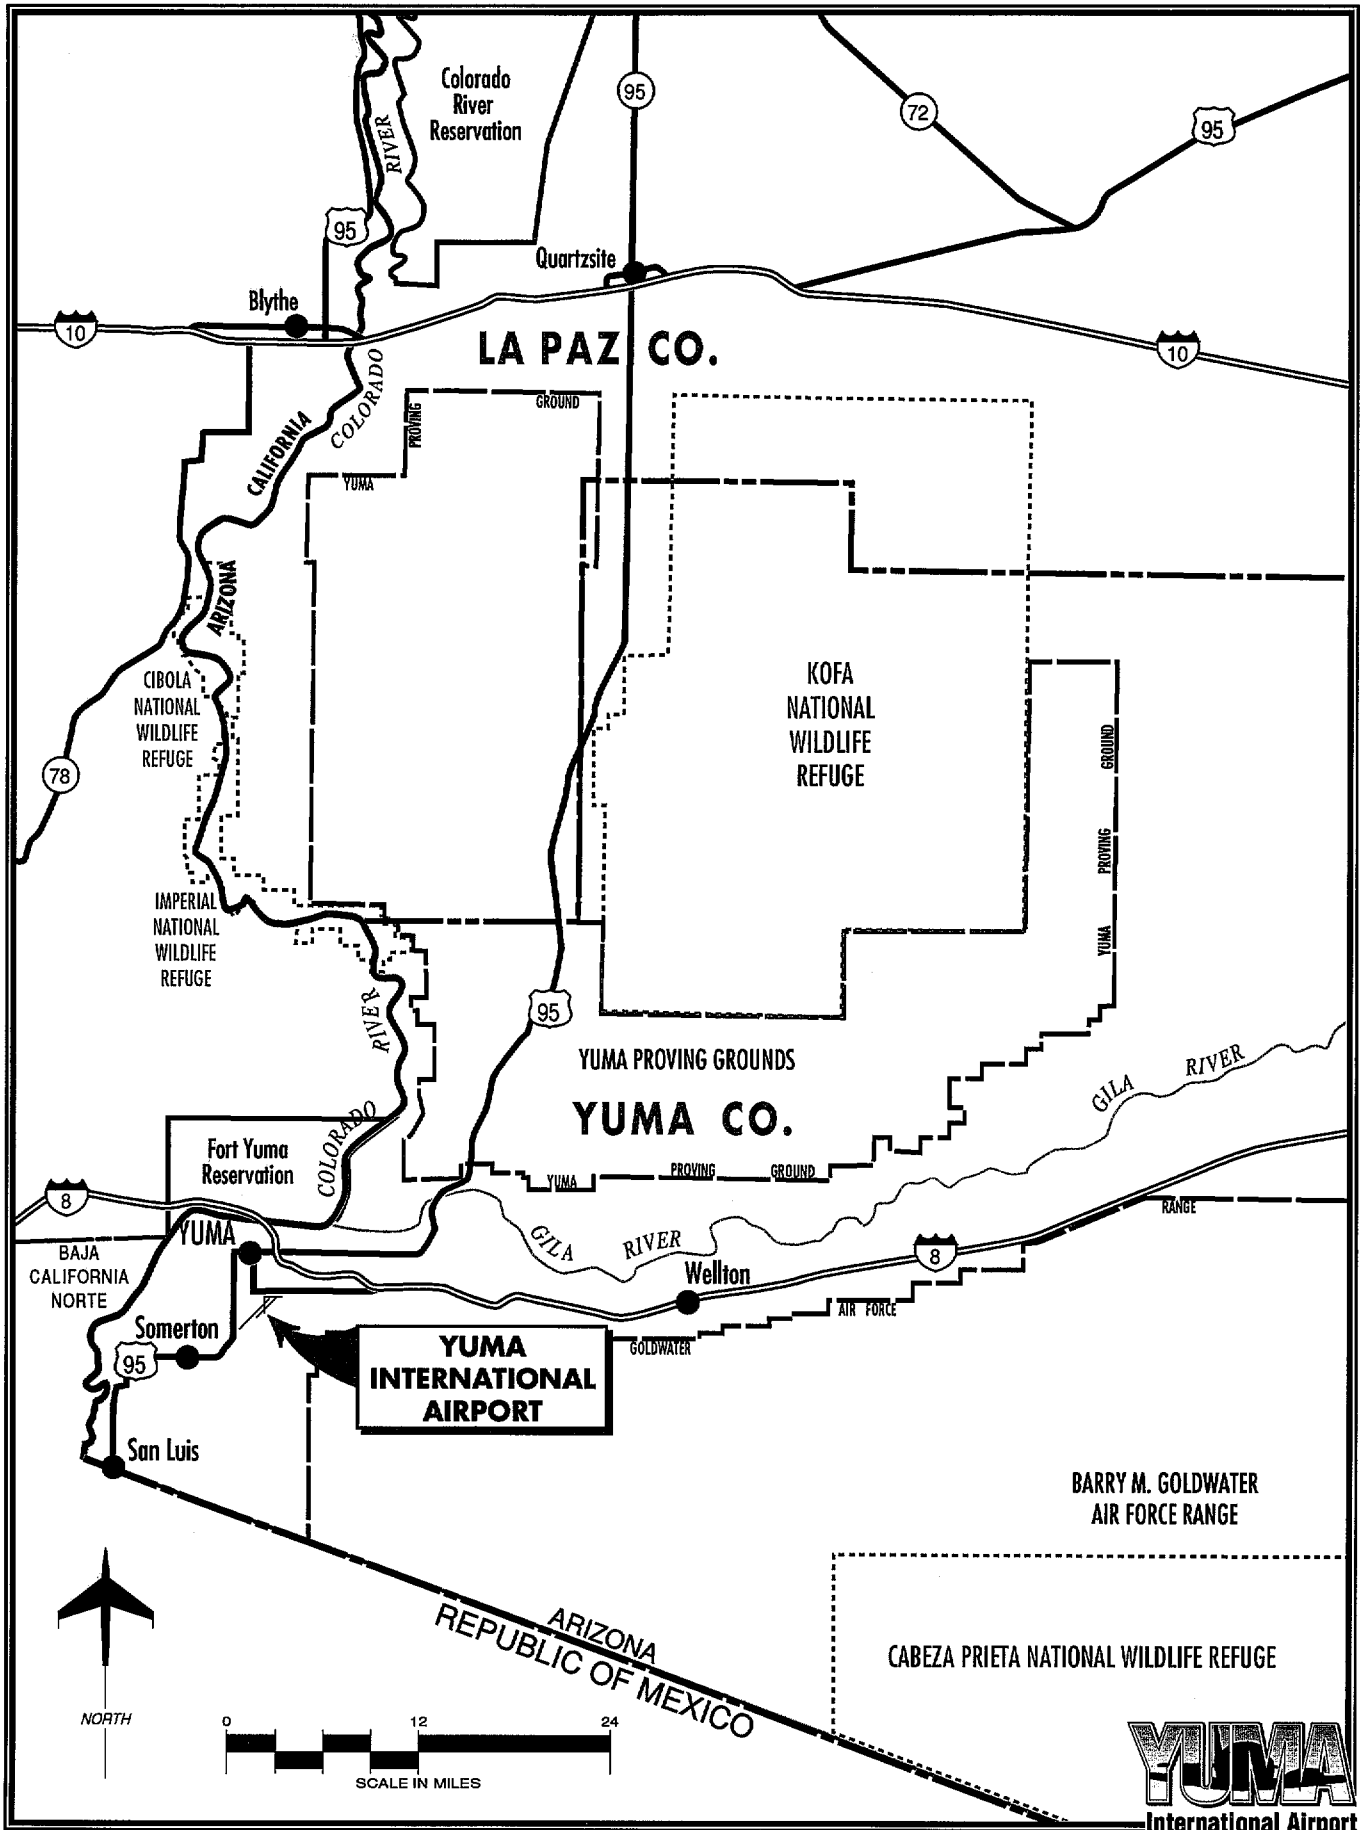 Colorado
River
Reservation
95
72
95
RIVER
95
Quartzsite
Blythe
10
LA PAZ CO.
10
COLORADO
CALIFORNIA
PROVING
GROUND
YUMA
ARIZONA
CIBOLA
NATIONAL
WILDLIFE
REFUGE
KOFA
NATIONAL
WILDLIFE
REFUGE
GROUND
PROVING
YUMA
78
IMPERIAL
NATIONAL
WILDLIFE
REFUGE
RIVER
95
YUMA PROVING GROUNDS
YUMA CO.
GILA RIVER
COLORADO
Fort Yuma
Reservation
YUMA PROVING GROUND
8
YUMA
GILA RIVER
RANGE
BAJA
CALIFORNIA
NORTE
8
Wellton
AIR FORCE
GOLDWATER
Somerton
95
YUMA
INTERNATIONAL
AIRPORT
San Luis
BARRY M. GOLDWATER
AIR FORCE RANGE
ARIZONA
REPUBLIC OF MEXICO
CABEZA PRIETA NATIONAL WILDLIFE REFUGE
NORTH
0 12 24
SCALE IN MILES
YUMA
International Airport